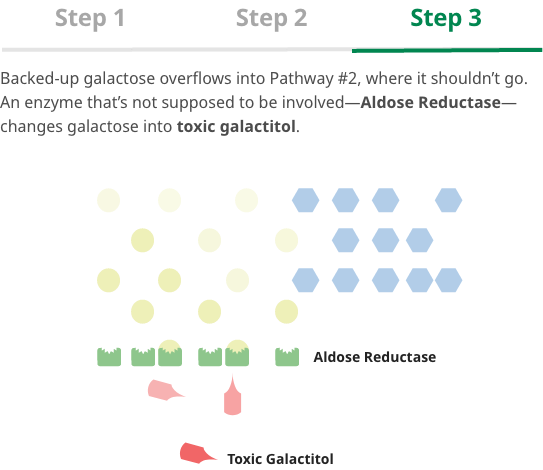 Step 1 Step 2 Step 3
Backed-up galactose overflows into Pathway #2, where it shouldn’t go.
An enzyme that’s not supposed to be involved—Aldose Reductase—
changes galactose into toxic galactitol.
Aldose Reductase
Toxic Galactitol